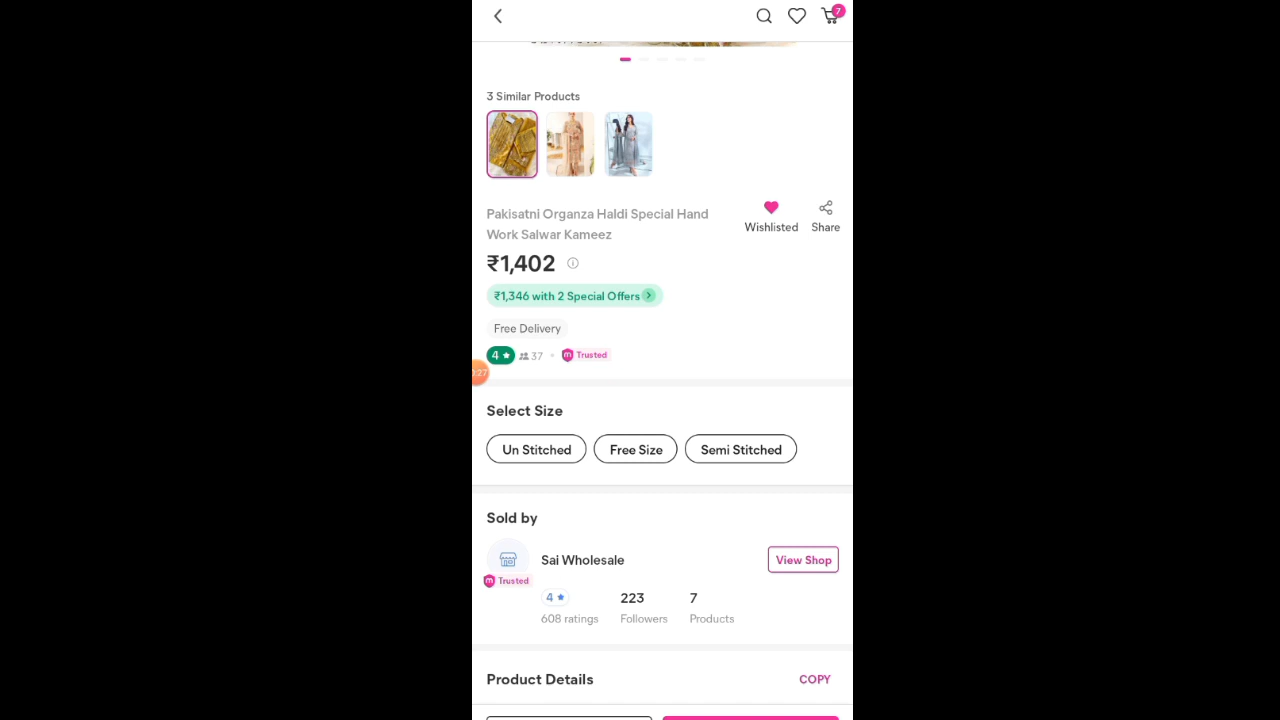 7
3 Similar Products
Pakisatni Organza Haldi Special Hand
Work Salwar Kameez
Wishlisted
Share
₹1,402
₹1,346 with 2 Special Offers
Free Delivery
4 ★ 37 • m Trusted
:27
Select Size
Un Stitched
Free Size
Semi Stitched
Sold by
Sai Wholesale
View Shop
m Trusted
4 ★
223
7
608 ratings
Followers
Products
Product Details
COPY